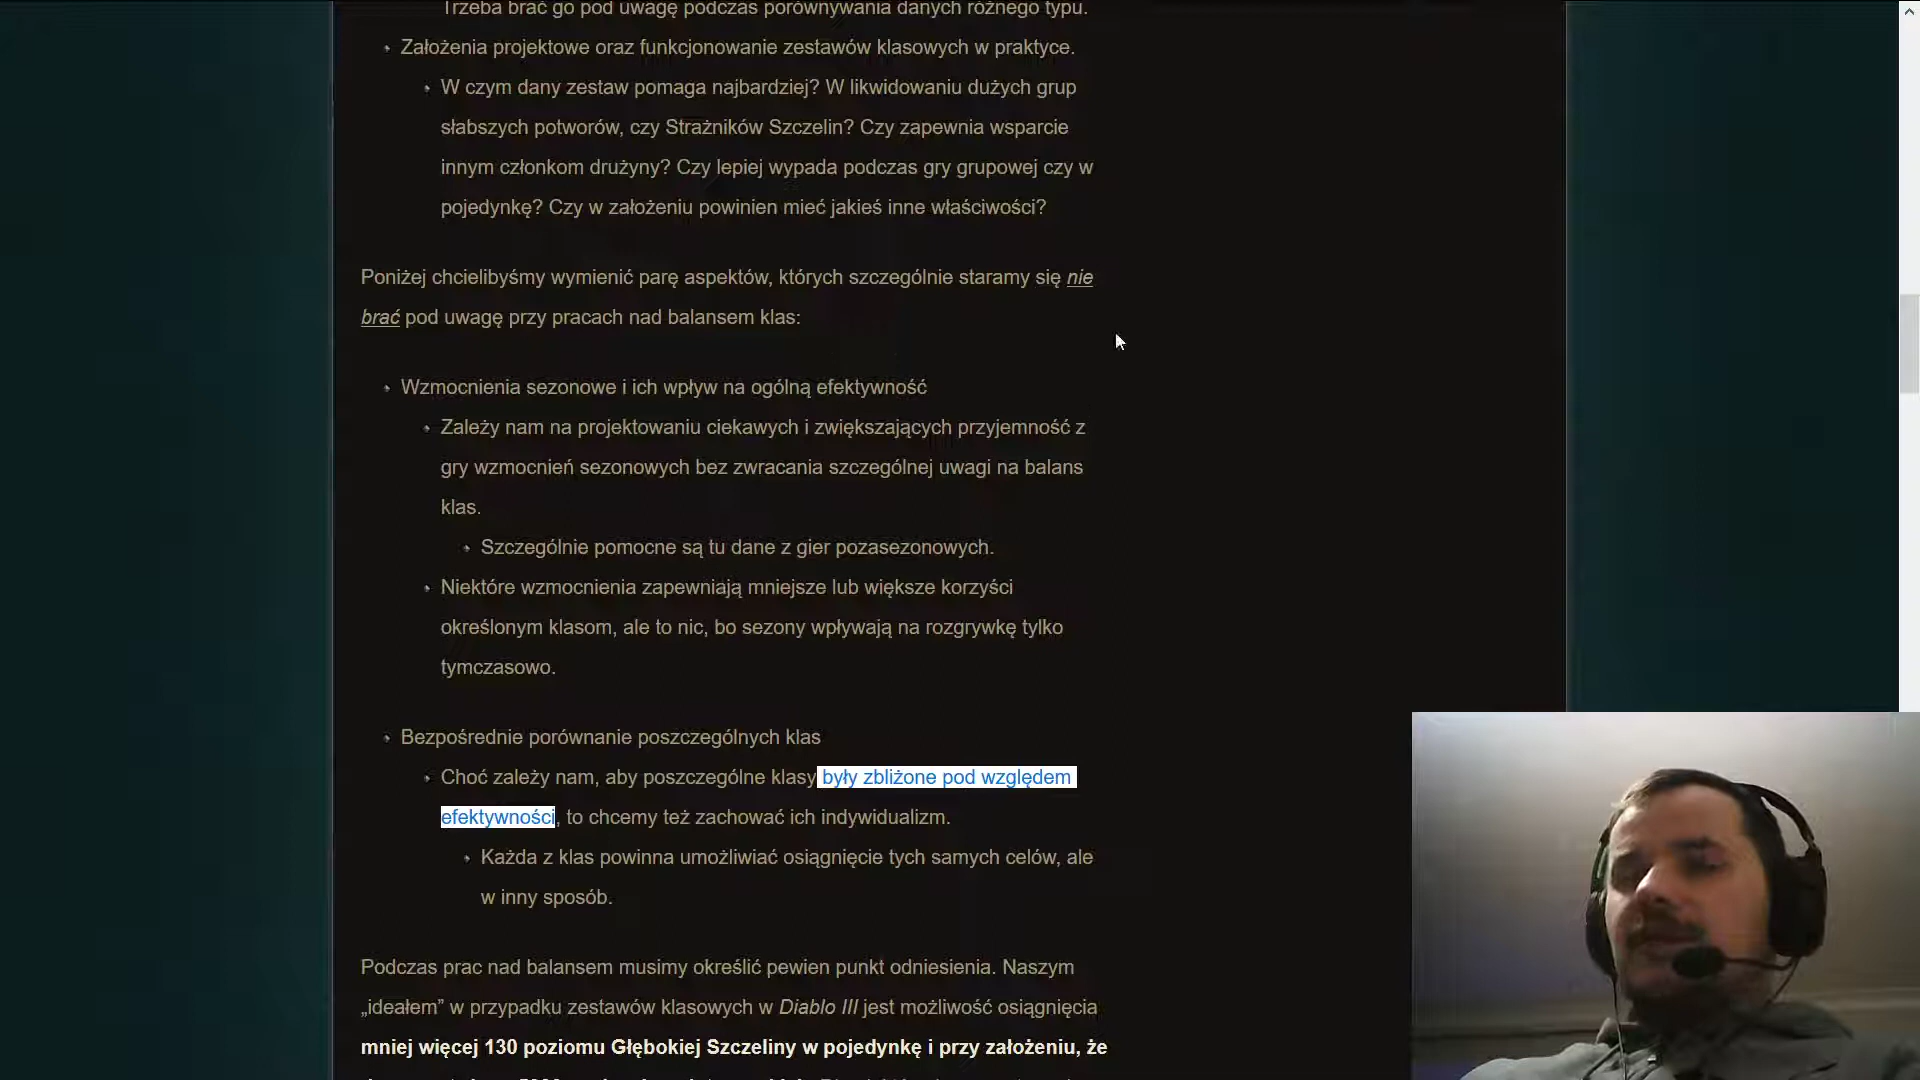 Trzeba brać go pod uwagę podczas porównywania danych różnego typu.
Założenia projektowe oraz funkcjonowanie zestawów klasowych w praktyce.
W czym dany zestaw pomaga najbardziej? W likwidowaniu dużych grup
słabszych potworów, czy Strażników Szczelin? Czy zapewnia wsparcie
innym członkom drużyny? Czy lepiej wypada podczas gry grupowej czy w
pojedynkę? Czy w założeniu powinien mieć jakieś inne właściwości?
Poniżej chcielibyśmy wymienić parę aspektów, których szczególnie staramy się nie
brać pod uwagę przy pracach nad balansem klas:
Wzmocnienia sezonowe i ich wpływ na ogólną efektywność
Zależy nam na projektowaniu ciekawych i zwiększających przyjemność z
gry wzmocnień sezonowych bez zwracania szczególnej uwagi na balans
klas.
Szczególnie pomocne są tu dane z gier pozasezonowych.
Niektóre wzmocnienia zapewniają mniejsze lub większe korzyści
określonym klasom, ale to nic, bo sezony wpływają na rozgrywkę tylko
tymczasowo.
Bezpośrednie porównanie poszczególnych klas
Choć zależy nam, aby poszczególne klasy były zbliżone pod względem
efektywności, to chcemy też zachować ich indywidualizm.
Każda z klas powinna umożliwiać osiągnięcie tych samych celów, ale
w inny sposób.
Podczas prac nad balansem musimy określić pewien punkt odniesienia. Naszym
„ideałem” w przypadku zestawów klasowych w Diablo III jest możliwość osiągnięcia
mniej więcej 130 poziomu Głębokiej Szczeliny w pojedynkę i przy założeniu, że